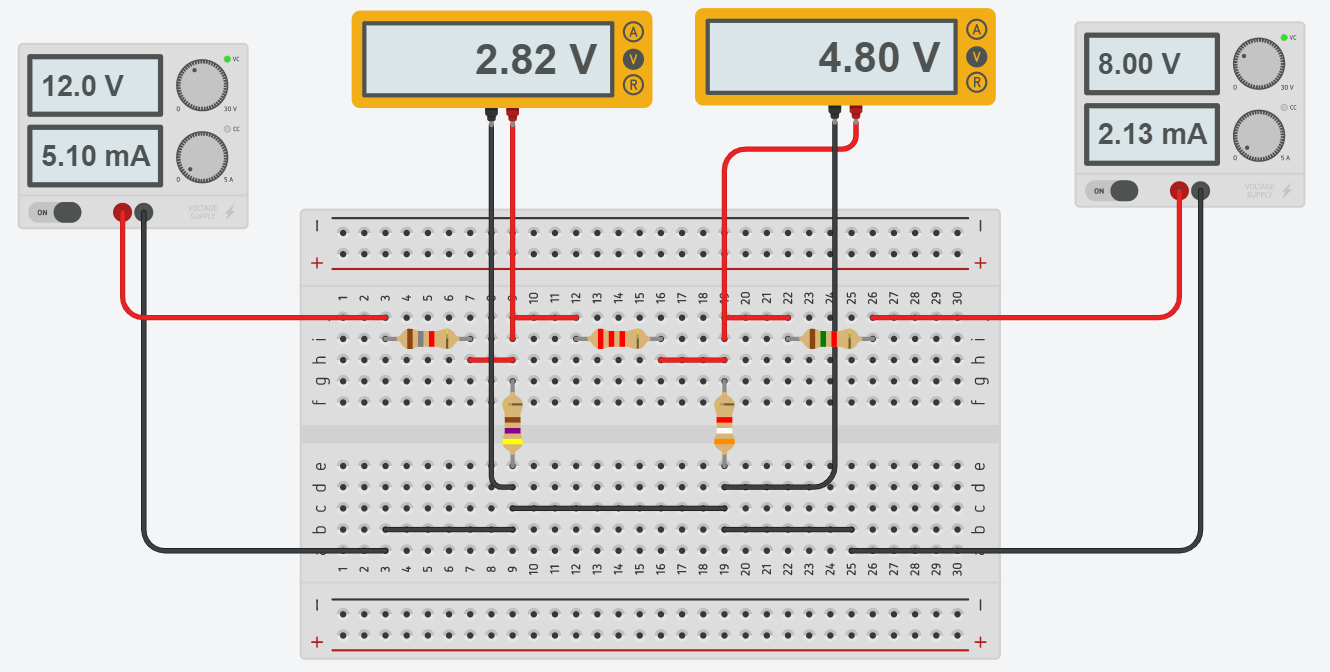 2.82 V
A
V
R
4.80 V
A
V
R
12.0 V
VC
0 30 V
CC
5.10 mA
0 5 A
ON
VOLTAGE
SUPPLY
8.00 V
VC
0 30 V
CC
2.13 mA
0 5 A
ON
VOLTAGE
SUPPLY
+ +
1 2 3 4 5 6 7 8 9 10 11 12 13 14 15 16 17 18 19 20 21 22 23 24 25 26 27 28 29 30
i i
h h
g g
f f
e e
d d
c c
b b
1 2 3 4 5 6 7 8 9 10 11 12 13 14 15 16 17 18 19 20 21 22 23 24 25 26 27 28 29 30
+ +